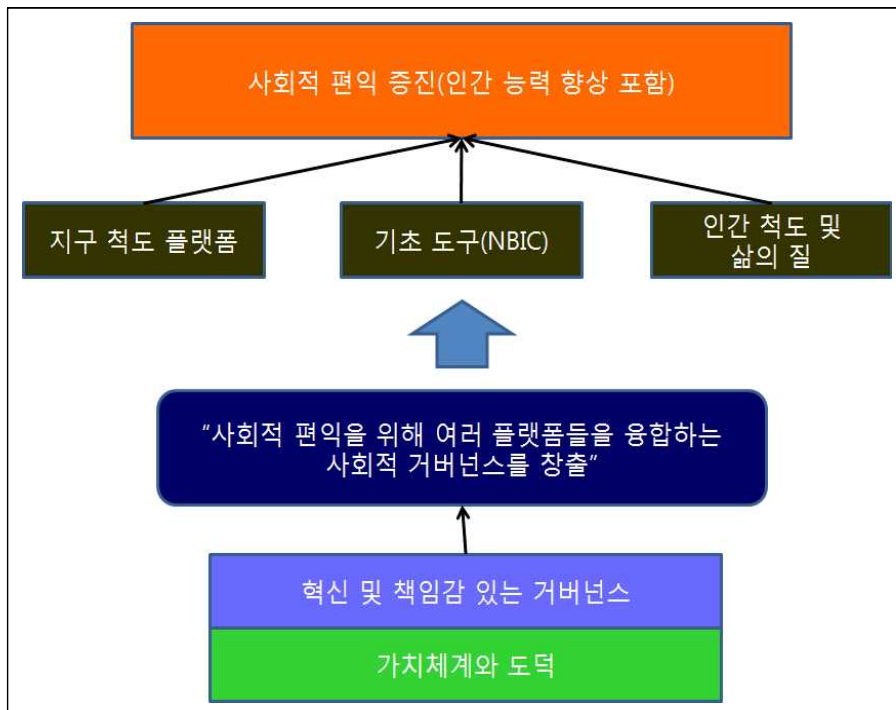 사회적 편익 증진(인간 능력 향상 포함)
지구 척도 플랫폼
기초 도구(NBIC)
인간 척도 및
삶의 질
“사회적 편익을 위해 여러 플랫폼들을 융합하는
사회적 거버넌스를 창출”
혁신 및 책임감 있는 거버넌스
가치체계와 도덕